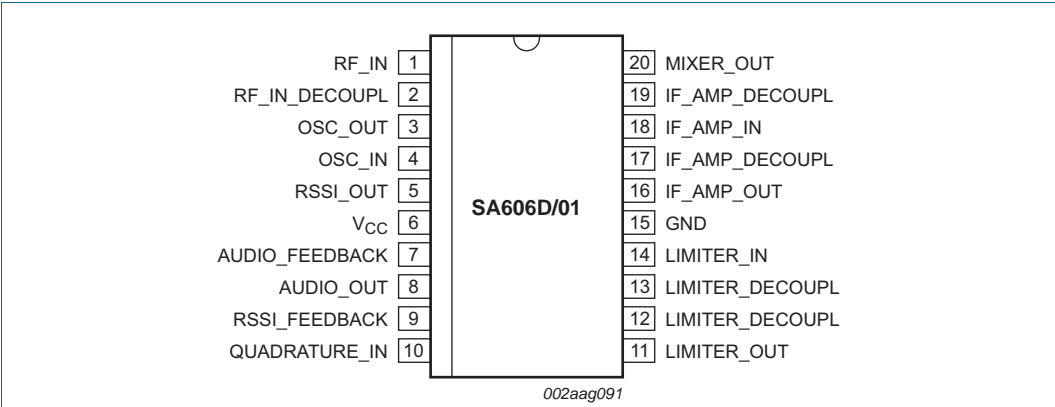 RF_IN 1
RF_IN_DECOUPL 2
OSC_OUT 3
OSC_IN 4
RSSI_OUT 5
VCC 6
AUDIO_FEEDBACK 7
AUDIO_OUT 8
RSSI_FEEDBACK 9
QUADRATURE_IN 10
SA606D/01
20 MIXER_OUT
19 IF_AMP_DECOUPL
18 IF_AMP_IN
17 IF_AMP_DECOUPL
16 IF_AMP_OUT
15 GND
14 LIMITER_IN
13 LIMITER_DECOUPL
12 LIMITER_DECOUPL
11 LIMITER_OUT
002aag091